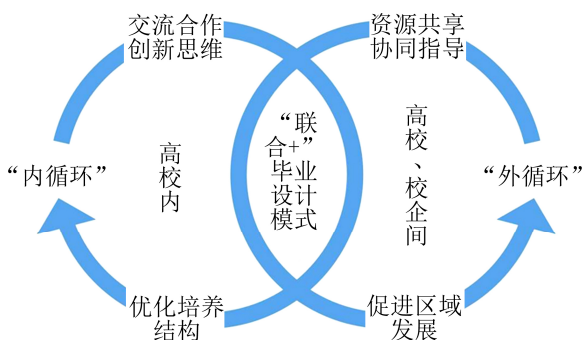 交流合作
创新思维
资源共享
协同指导
“内循环”
高校内
“联
合+”
毕业
设计
模式
高校、校企间
“外循环”
优化培养
结构
促进区域
发展